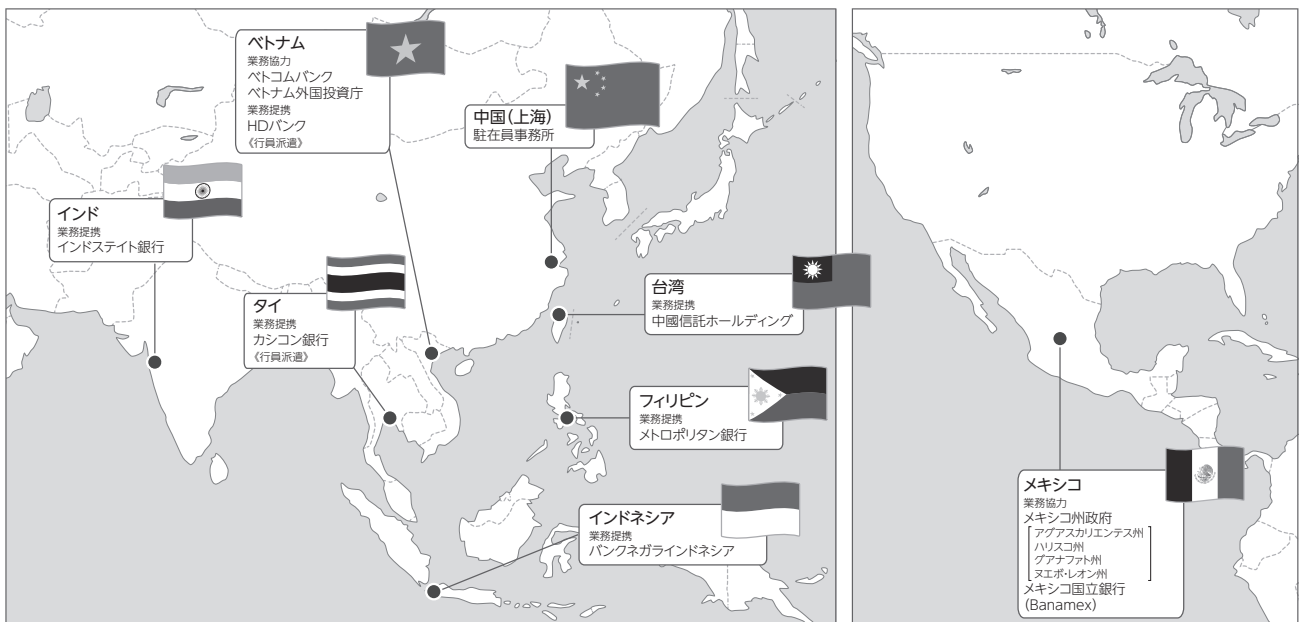 ベトナム
業務協力
ベトコムバンク
ベトナム外国投資庁
業務提携
HDバンク
《行員派遣》
中国(上海)
駐在員事務所
インド
業務提携
インドステイト銀行
タイ
業務提携
カシコン銀行
《行員派遣》
台湾
業務提携
中國信託ホールディング
フィリピン
業務提携
メトロポリタン銀行
インドネシア
業務提携
バンクネガラインドネシア
メキシコ
業務協力
メキシコ州政府
アグアスカリエンテス州
ハリスコ州
グアナファト州
ヌエボ・レオン州
メキシコ国立銀行
(Banamex)